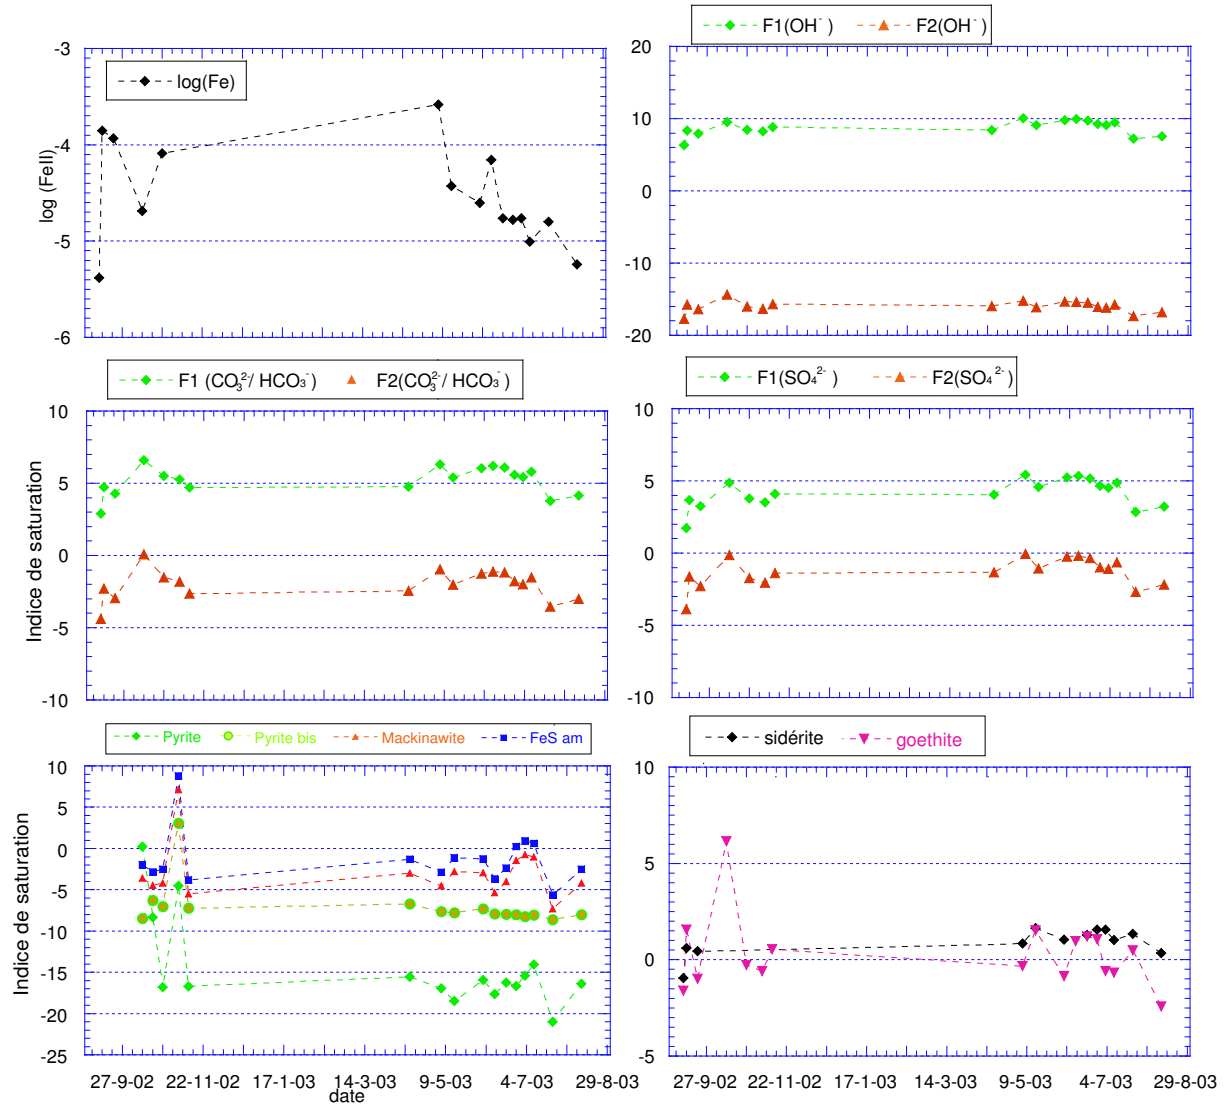 F1(OH⁻) F2(OH⁻)
log(Fe)
log (FeII)
-3
-4
-5
-6
20
10
0
-10
-20
F1 (CO₃²⁻/ HCO₃⁻) F2(CO₃²⁻/ HCO₃⁻)
Indice de saturation
10
5
0
-5
-10
F1(SO₄²⁻) F2(SO₄²⁻)
10
5
0
-5
-10
Pyrite Pyrite bis Mackinawite FeS am
Indice de saturation
10
5
0
-5
-10
-15
-20
-25
27-9-02 22-11-02 17-1-03 14-3-03 9-5-03 4-7-03 29-8-03
date
sidérite goethite
10
5
0
-5
27-9-02 22-11-02 17-1-03 14-3-03 9-5-03 4-7-03 29-8-03